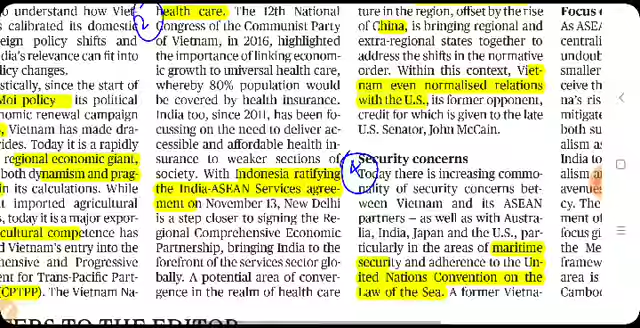 o understand how Viet-
s calibrated its domestic
eign policy shifts and
dia's relevance can fit into
licy changes.
stically, since the start of
Moi policy its political
nomic renewal campaign
Vietnam has made dra-
rides. Today it is a rapidly
regional economic giant,
both dynamism and prag-
in its calculations. While
t imported agricultural
s, today it is a major expor-
cultural competence has
d Vietnam's entry into the
hensive and Progressive
ent for Trans-Pacific Part-
(CPTPP). The Vietnam Na-
2
health care. The 12th National
Congress of the Communist Party
of Vietnam, in 2016, highlighted
the importance of linking econom-
ic growth to universal health care,
whereby 80% population would
be covered by health insurance.
India too, since 2011, has been fo-
cussing on the need to deliver ac-
cessible and affordable health in-
surance to weaker sections of
society. With Indonesia ratifying
the India-ASEAN Services agree-
ment on November 13, New Delhi
is a step closer to signing the Re-
gional Comprehensive Economic
Partnership, bringing India to the
forefront of the services sector glo-
bally. A potential area of conver-
gence in the realm of health care
ture in the region, offset by the rise
of China, is bringing regional and
extra-regional states together to
address the shifts in the normative
order. Within this context, Viet-
nam even normalised relations
with the U.S., its former opponent,
credit for which is given to the late
U.S. Senator, John McCain.
Security concerns
Today there is increasing commo-
nality of security concerns bet-
ween Vietnam and its ASEAN
partners – as well as with Austra-
lia, India, Japan and the U.S., par-
ticularly in the areas of maritime
security and adherence to the Un-
ited Nations Convention on the
Law of the Sea. A former Vietna-
Focus o
As ASEA
centrali
undoub
smaller
ceive th
na's risi
mitigat
both su
alism a
India to
alism a
avenues
cy. The
ment of
focus gi
the Me
framew
area is
Cambod
ERS TO THE EDITOR